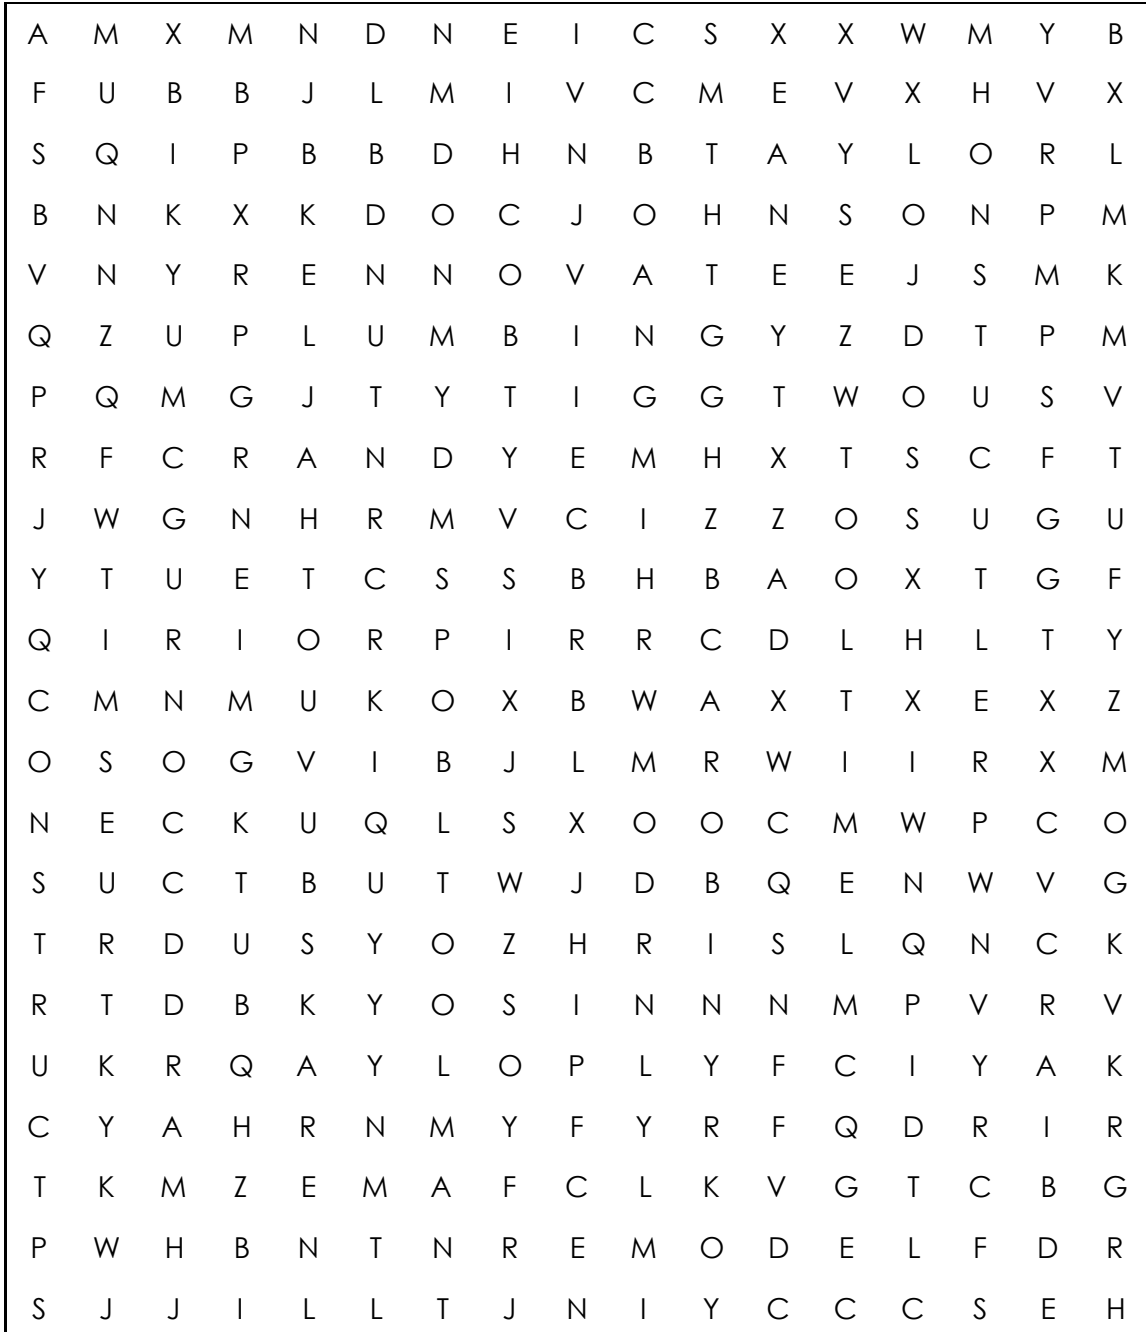 A M X M N D N E I C S X X W M Y B
F U B B J L M I V C M E V X H V X
S Q I P B B D H N B T A Y L O R L
B N K X K D O C J O H N S O N P M
V N Y R E N N O V A T E E J S M K
Q Z U P L U M B I N G Y Z D T P M
P Q M G J T Y T I G G T W O U S V
R F C R A N D Y E M H X T S C F T
J W G N H R M V C I Z Z O S U G U
Y T U E T C S S B H B A O X T G F
Q I R I O R P I R R C D L H L T Y
C M N M U K O X B W A X T X E X Z
O S O G V I B J L M R W I I R X M
N E C K U Q L S X O O C M W P C O
S U C T B U T W J D B Q E N W V G
T R D U S Y O Z H R I S L Q N C K
R T D B K Y O S I N N N M P V R V
U K R Q A Y L O P L Y F C I Y A K
C Y A H R N M Y F Y R F Q D R I R
T K M Z E M A F C L K V G T C B G
P W H B N T N R E M O D E L F D R
S J J I L L T J N I Y C C C S E H